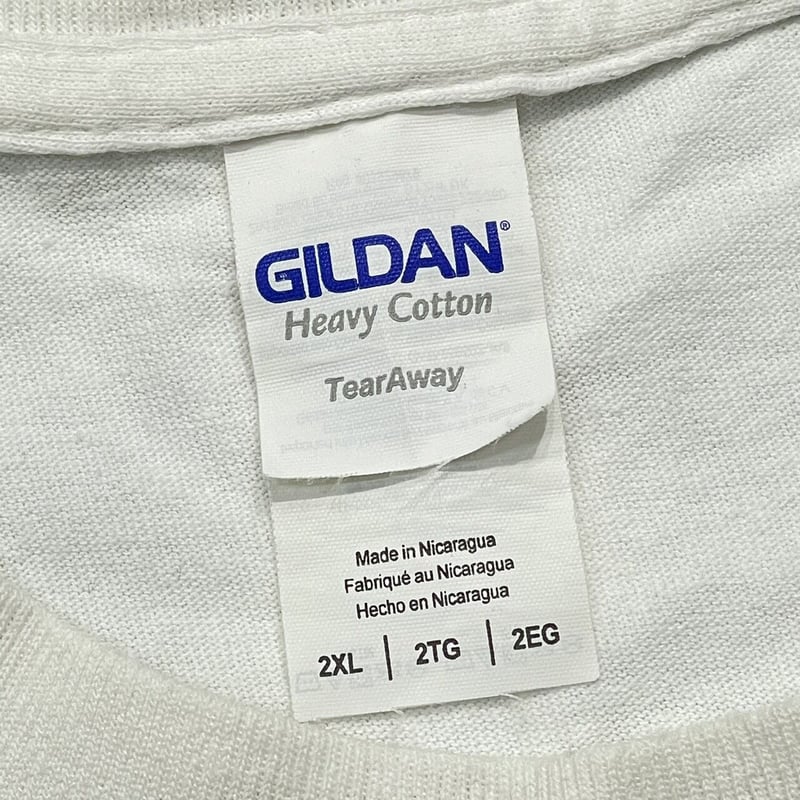 GILDAN®
Heavy Cotton
TearAway
Made in Nicaragua
Fabriqué au Nicaragua
Hecho en Nicaragua
2XL | 2TG | 2EG